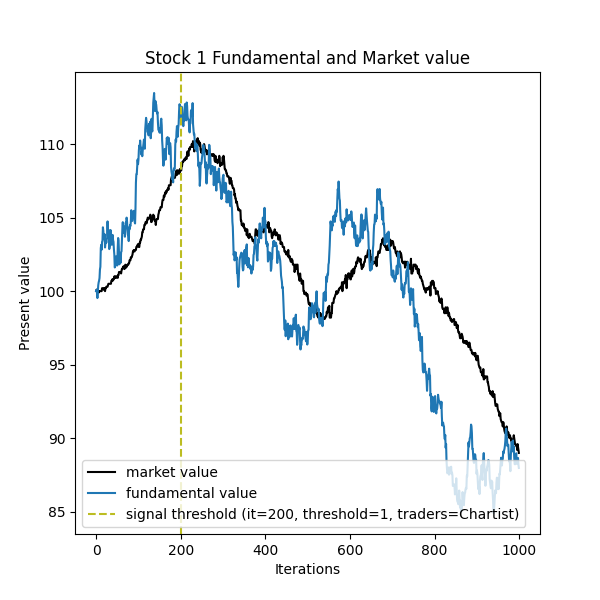 Stock 1 Fundamental and Market value
Present value
110
105
100
95
90
85
market value
fundamental value
signal threshold (it=200, threshold=1, traders=Chartist)
0
200
400
600
800
1000
Iterations